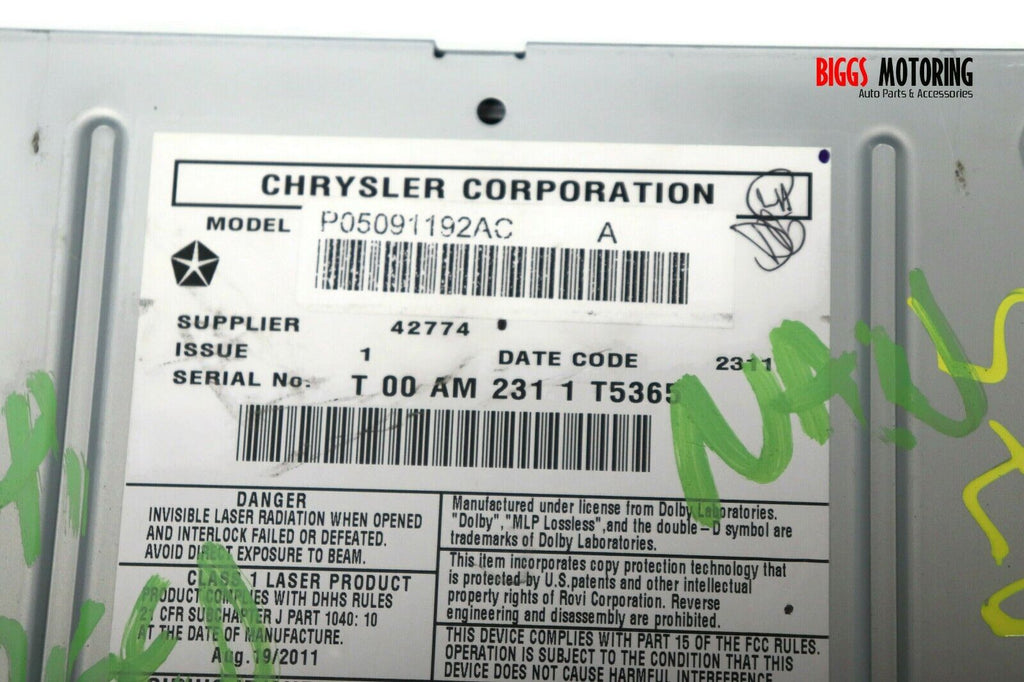 BIGGS MOTORING
Auto Parts & Accessories
CHRYSLER CORPORATION
MODEL P05091192AC A
SUPPLIER 42774
ISSUE 1 DATE CODE 2311
SERIAL No. T 00 AM 231 1 T5365
DANGER
INVISIBLE LASER RADIATION WHEN OPENED
AND INTERLOCK FAILED OR DEFEATED.
AVOID DIRECT EXPOSURE TO BEAM.
CLASS 1 LASER PRODUCT
PRODUCT COMPLIES WITH DHHS RULES
21 CFR SUBCHAPTER J PART 1040: 10
AT THE DATE OF MANUFACTURE.
Aug. 19/2011
Manufactured under license from Dolby Laboratories.
"Dolby","MLP Lossless",and the double-D symbol are
trademarks of Dolby Laboratories.
This item incorporates copy protection technology that
is protected by U.S.patents and other intellectual
property rights of Rovi Corporation. Reverse
engineering and disassembly are prohibited.
THIS DEVICE COMPLIES WITH PART 15 OF THE FCC RULES.
OPERATION IS SUBJECT TO THE CONDITION THAT THIS
DEVICE DOES NOT CAUSE HARMFUL INTERFERENCE
NAV